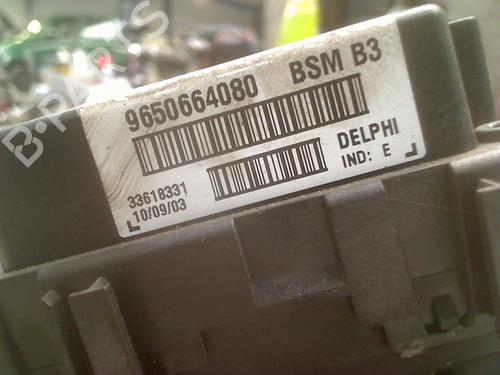 9650664080 BSM B3
33618331
10/09/03
DELPHI
IND: E
B-PARTS